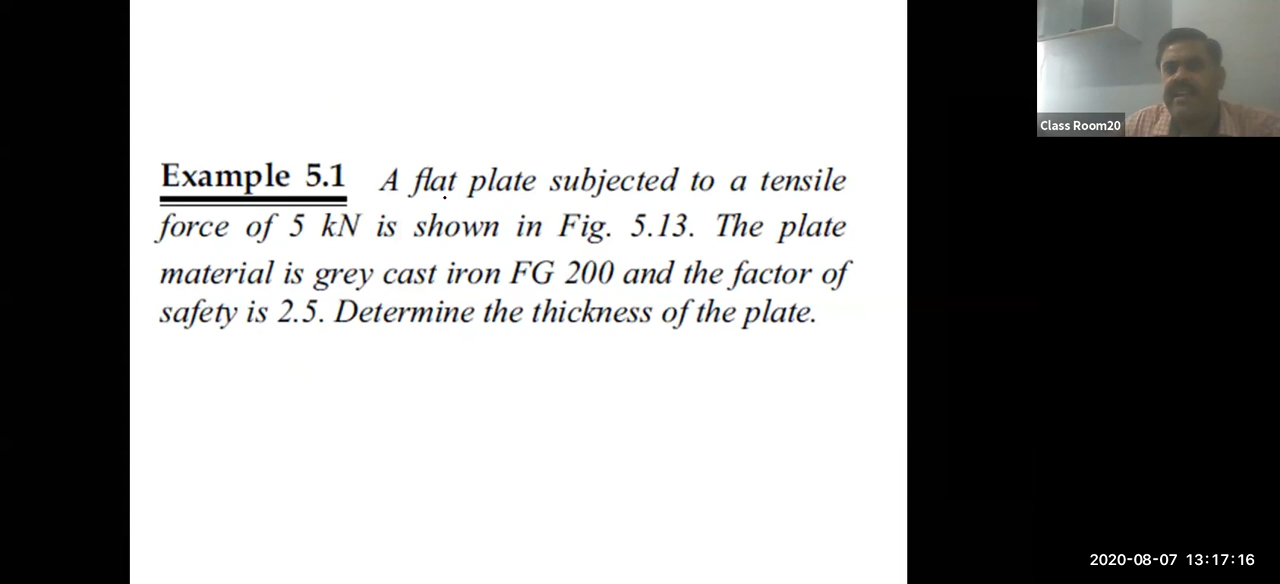 Example 5.1 A flat plate subjected to a tensile
force of 5 kN is shown in Fig. 5.13. The plate
material is grey cast iron FG 200 and the factor of
safety is 2.5. Determine the thickness of the plate.
Class Room20
2020-08-07 13:17:16